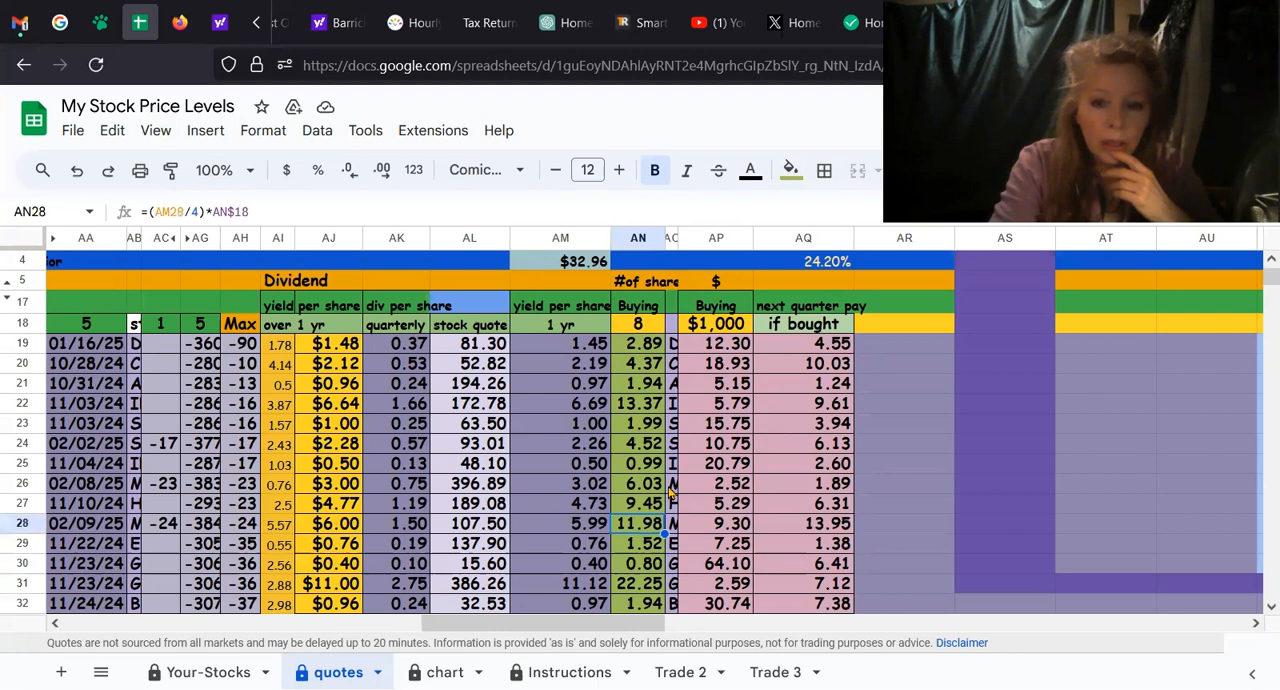 Barric
Hourly
Tax Return
Home
Smart
(1) Yo
Home
Ho
https://docs.google.com/spreadsheets/d/1guEoyNDAhlAyRNT2e4MgrhcGIpZbSlY_rg_NtN_IzdA/
My Stock Price Levels
File Edit View Insert Format Data Tools Extensions Help
100% $ % .0 .00 123 Comic... 12 B I A
AN28 fx =(AM28/4)*AN$18
AA AB AC AG AH AI AJ AK AL AM AN AP AQ AR AS AT AU
4 ior $32.96 24.20%
5 Dividend #of share $
17 yield per share div per share yield per share Buying Buying next quarter pay
18 5 1 5 Max over 1 yr quarterly stock quote 1 yr 8 $1,000 if bought
19 01/16/25 D -360 -90 1.78 $1.48 0.37 81.30 1.45 2.89 D 12.30 4.55
20 10/28/24 C -280 -10 4.14 $2.12 0.53 52.82 2.19 4.37 C 18.93 10.03
21 10/31/24 A -283 -13 0.5 $0.96 0.24 194.26 0.97 1.94 A 5.15 1.24
22 11/03/24 -286 -16 3.87 $6.64 1.66 172.78 6.69 13.37 I 5.79 9.61
23 11/03/24 S -286 -16 1.57 $1.00 0.25 63.50 1.00 1.99 S 15.75 3.94
24 02/02/25 S -17 -377 -17 2.43 $2.28 0.57 93.01 2.26 4.52 S 10.75 6.13
25 11/04/24 -287 -17 1.03 $0.50 0.13 48.10 0.50 0.99 I 20.79 2.60
26 02/08/25 M -23 -383 -23 0.76 $3.00 0.75 396.89 3.02 6.03 M 2.52 1.89
27 11/10/24 H -293 -23 2.5 $4.77 1.19 189.08 4.73 9.45 H 5.29 6.31
28 02/09/25 M -24 -384 -24 5.57 $6.00 1.50 107.50 5.99 11.98 M 9.30 13.95
29 11/22/24 E -305 -35 0.55 $0.76 0.19 137.90 0.76 1.52 E 7.25 1.38
30 11/23/24 G -306 -36 2.56 $0.40 0.10 15.60 0.40 0.80 G 64.10 6.41
31 11/23/24 G -306 -36 2.88 $11.00 2.75 386.26 11.12 22.25 G 2.59 7.12
32 11/24/24 B -307 -37 2.98 $0.96 0.24 32.53 0.97 1.94 B 30.74 7.38
Quotes are not sourced from all markets and may be delayed up to 20 minutes. Information is provided 'as is' and solely for informational purposes, not for trading purposes or advice. Disclaimer
Your-Stocks quotes chart Instructions Trade 2 Trade 3